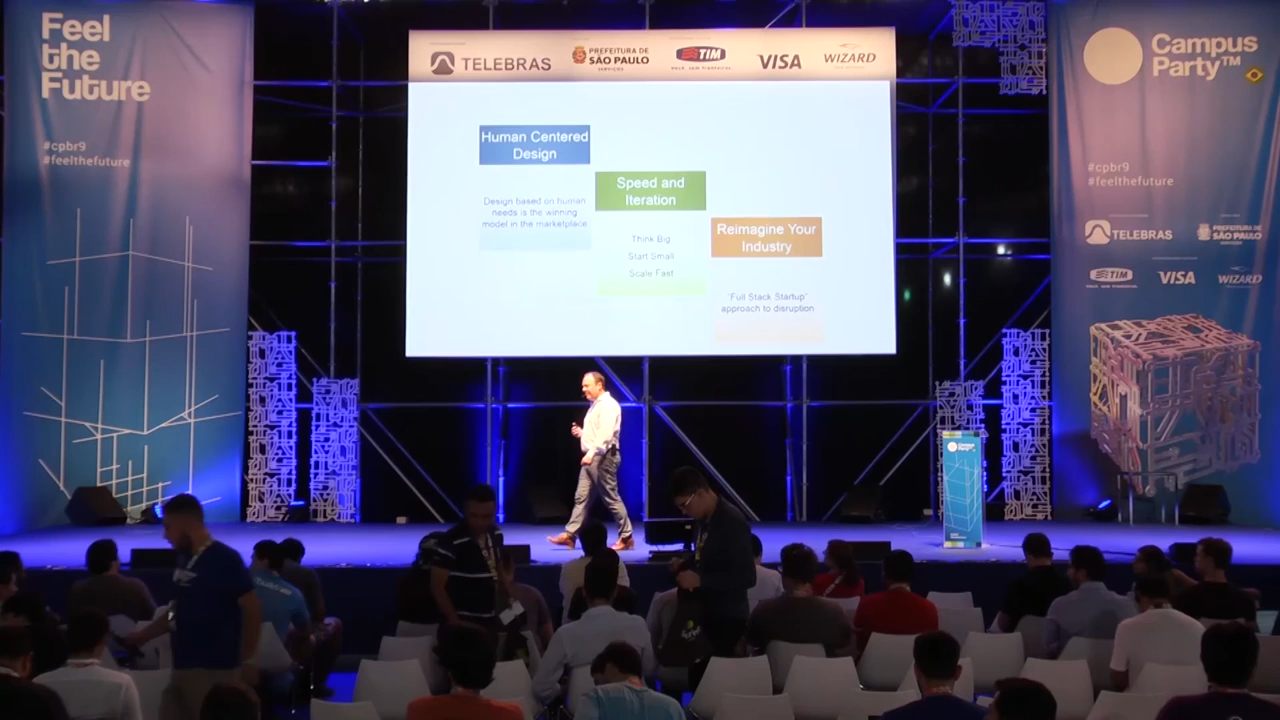 Feel
the
Future
#cpbr9
#feelthefuture
TELEBRAS
PREFEITURA DE
SÃO PAULO
SERVIÇOS
TIM
VISA
WIZARD
Human Centered
Design
Design based on human
needs is the winning
model in the marketplace
Speed and
Iteration
Think Big
Start Small
Scale Fast
Reimagine Your
Industry
"Full Stack Startup"
approach to disruption
Campus
Party™
#cpbr9
#feelthefuture
TELEBRAS
PREFEITURA DE
SÃO PAULO
TIM
VISA
WIZARD
Campus
Party